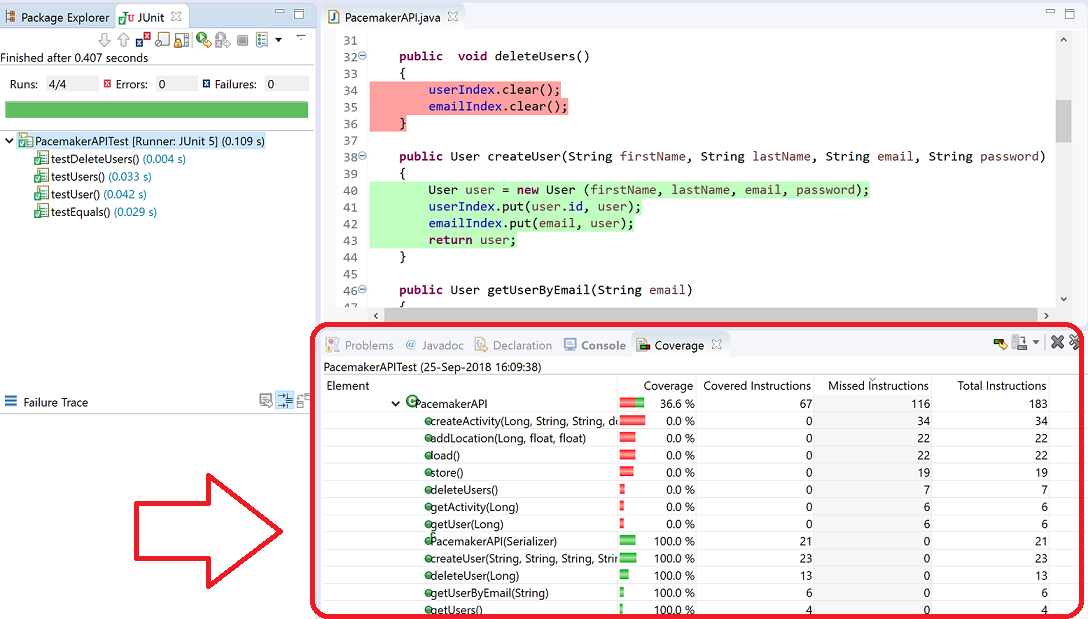 Package Explorer JUnit
Finished after 0.407 seconds
Runs: 4/4 Errors: 0 Failures: 0
PacemakerAPITest [Runner: JUnit 5] (0.109 s)
testDeleteUsers() (0.004 s)
testUsers() (0.033 s)
testUser() (0.042 s)
testEquals() (0.029 s)
Failure Trace
PacemakerAPI.java
31
32 public void deleteUsers()
33 {
34 userIndex.clear();
35 emailIndex.clear();
36 }
37
38 public User createUser(String firstName, String lastName, String email, String password)
39 {
40 User user = new User (firstName, lastName, email, password);
41 userIndex.put(user.id, user);
42 emailIndex.put(email, user);
43 return user;
44 }
45
46 public User getUserByEmail(String email)
47 {
Problems @ Javadoc Declaration Console Coverage
PacemakerAPITest (25-Sep-2018 16:09:38)
Element Coverage Covered Instructions Missed Instructions Total Instructions
PacemakerAPI 36.6 % 67 116 183
createActivity(Long, String, String, do 0.0 % 0 34 34
addLocation(Long, float, float) 0.0 % 0 22 22
load() 0.0 % 0 22 22
store() 0.0 % 0 19 19
deleteUsers() 0.0 % 0 7 7
getActivity(Long) 0.0 % 0 6 6
getUser(Long) 0.0 % 0 6 6
PacemakerAPI(Serializer) 100.0 % 21 0 21
createUser(String, String, String, Strin 100.0 % 23 0 23
deleteUser(Long) 100.0 % 13 0 13
getUserByEmail(String) 100.0 % 6 0 6
getUsers() 100.0 % 4 0 4